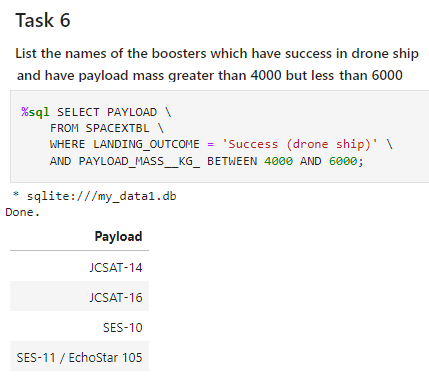 Task 6
List the names of the boosters which have success in drone ship
and have payload mass greater than 4000 but less than 6000
%sql SELECT PAYLOAD \
FROM SPACEXTBL \
WHERE LANDING_OUTCOME = 'Success (drone ship)' \
AND PAYLOAD_MASS__KG_ BETWEEN 4000 AND 6000;
* sqlite:///my_data1.db
Done.
Payload
JCSAT-14
JCSAT-16
SES-10
SES-11 / EchoStar 105